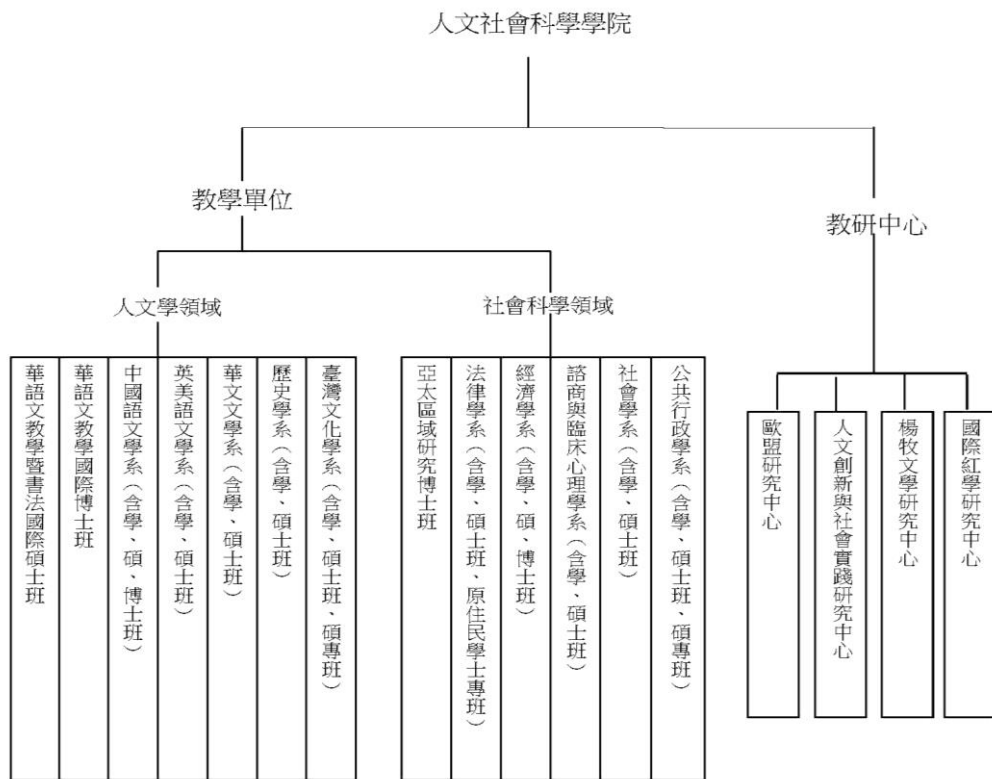 人文社會科學學院
教學單位
教研中心
人文學領域
社會科學領域
華語文教學暨書法國際碩士班
華語文教學國際博士班
中國語文學系（含學、碩、博士班）
英美語文學系（含學、碩士班）
華文文學系（含學、碩士班）
歷史學系（含學、碩士班）
臺灣文化學系（含學、碩士班、碩專班）
亞太區域研究博士班
法律學系（含學、碩士班、原住民學士專班）
經濟學系（含學、碩、博士班）
諮商與臨床心理學系（含學、碩士班）
社會學系（含學、碩士班）
公共行政學系（含學、碩士班、碩專班）
歐盟研究中心
人文創新與社會實踐研究中心
楊牧文學研究中心
國際紅學研究中心